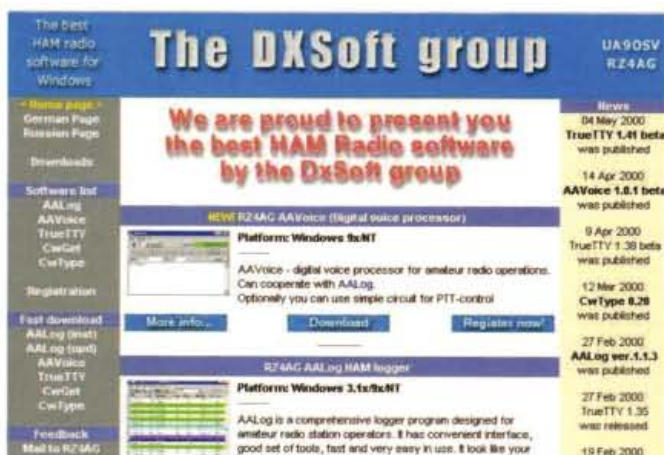 The best
HAM radio
software for
Windows
The DXSoft group
UA9OSV
RZ4AG
< Home page >
German Page
Russian Page
Downloads
Software list
AALog
AAVoice
TrueTTY
CwGet
CwType
Registration
Fast download
AALog (inst)
AALog
AAVoice
TrueTTY
CwGet
CwType
Feedback
Mail to RZ4AG
We are proud to present you
the best HAM Radio software
by the DxSoft group
NEW! RZ4AG AAVoice (Digital voice processor)
Platform: Windows 9x/NT
AAVoice - digital voice processor for amateur radio operations.
Can cooperate with AALog.
Optionally you can use simple circuit for PTT-control
More info...
Download
Register now!
RZ4AG AALog HAM logger
Platform: Windows 3.1x/9x/NT
AALog is a comprehensive logger program designed for
amateur radio station operators. It has convenient interface,
good set of tools, fast and very easy in use. It look like your
News
04 May 2000
TrueTTY 1.41 beta
was published
14 Apr 2000
AAVoice 1.0.1 beta
was published
9 Apr 2000
TrueTTY 1.38 beta
was published
12 Mar 2000
CwType 0.20
was published
27 Feb 2000
AALog ver.1.1.3
was published
27 Feb 2000
TrueTTY 1.35
was released
19 Feb 2000